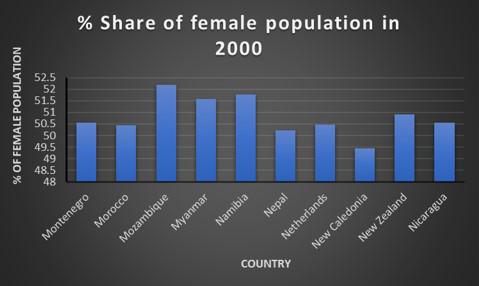 % Share of female population in
2000
% OF FEMALE POPULATION
52.5
52
51.5
51
50.5
50
49.5
49
48.5
48
Montenegro
Morocco
Mozambique
Myanmar
Namibia
Nepal
Netherlands
New Caledonia
New Zealand
Nicaragua
COUNTRY